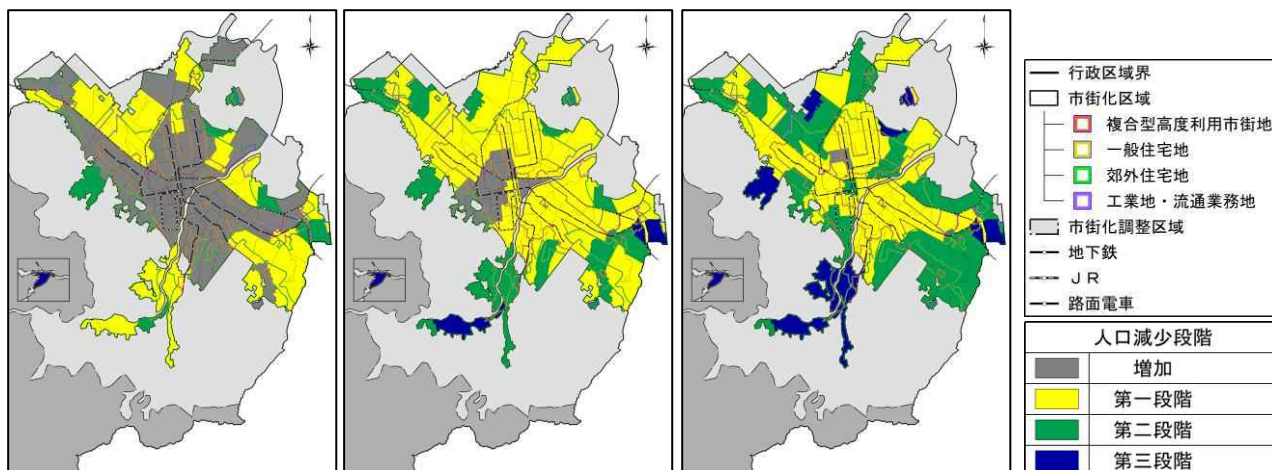 行政区域界
市街化区域
複合型高度利用市街地
一般住宅地
郊外住宅地
工業地・流通業務地
市街化調整区域
地下鉄
ＪＲ
路面電車
人口減少段階
増加
第一段階
第二段階
第三段階